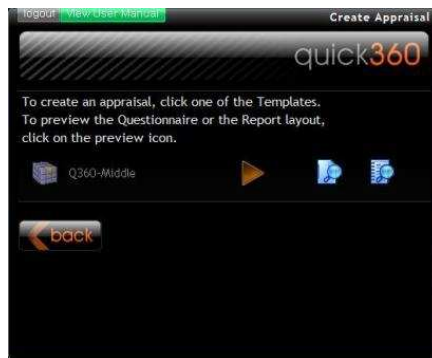 logout View User Manual Create Appraisal
quick360
To create an appraisal, click one of the Templates.
To preview the Questionnaire or the Report layout,
click on the preview icon.
Q360-Middle
back